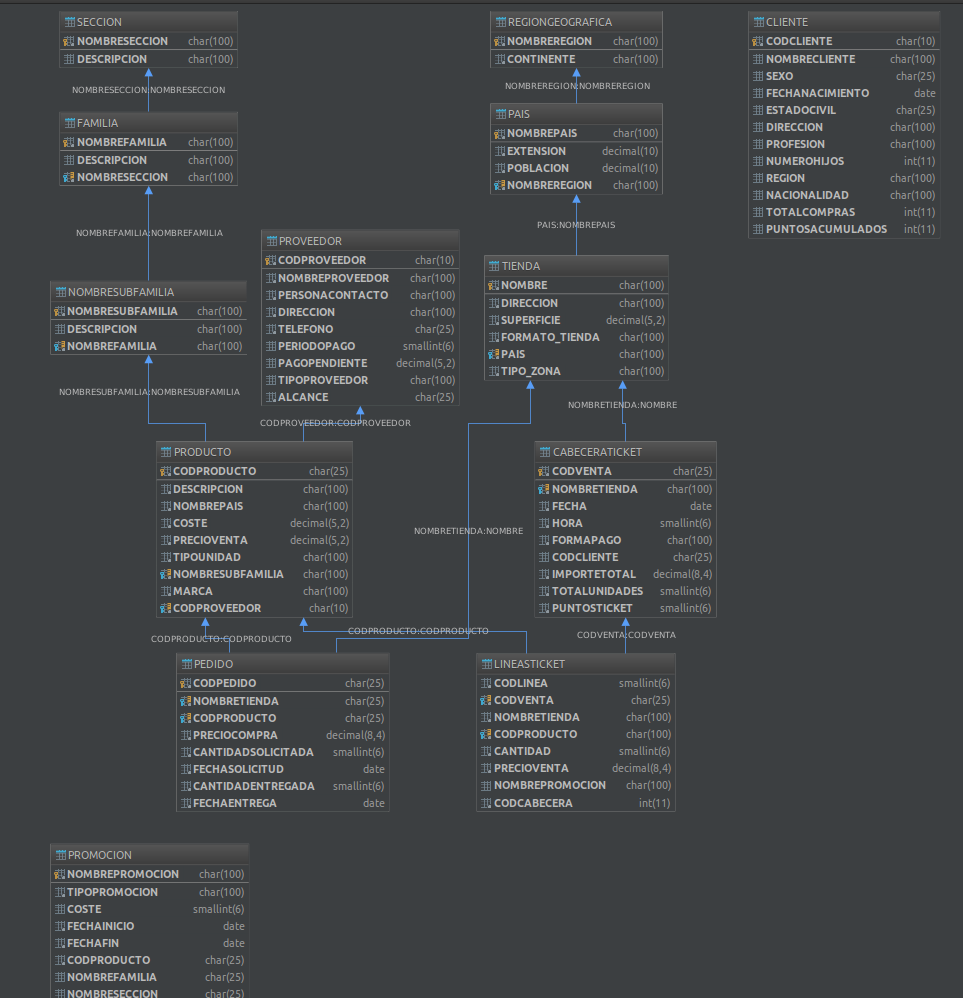 SECCION
NOMBRESECCION char(100)
DESCRIPCION char(100)
NOMBRESECCION:NOMBRESECCION
FAMILIA
NOMBREFAMILIA char(100)
DESCRIPCION char(100)
NOMBRESECCION char(100)
NOMBREFAMILIA:NOMBREFAMILIA
NOMBRESUBFAMILIA
NOMBRESUBFAMILIA char(100)
DESCRIPCION char(100)
NOMBREFAMILIA char(100)
NOMBRESUBFAMILIA:NOMBRESUBFAMILIA
REGIONGEOGRAFICA
NOMBREREGION char(100)
CONTINENTE char(100)
NOMBREREGION:NOMBREREGION
PAIS
NOMBREPAIS char(100)
EXTENSION decimal(10)
POBLACION decimal(10)
NOMBREREGION char(100)
PAIS:NOMBREPAIS
CLIENTE
CODCLIENTE char(10)
NOMBRECLIENTE char(100)
SEXO char(25)
FECHANACIMIENTO date
ESTADOCIVIL char(25)
DIRECCION char(100)
PROFESION char(100)
NUMEROHIJOS int(11)
REGION char(100)
NACIONALIDAD char(100)
TOTALCOMPRAS int(11)
PUNTOSACUMULADOS int(11)
PROVEEDOR
CODPROVEEDOR char(10)
NOMBREPROVEEDOR char(100)
PERSONACONTACTO char(100)
DIRECCION char(100)
TELEFONO char(25)
PERIODOPAGO smallint(6)
PAGOPENDIENTE decimal(5,2)
TIPOPROVEEDOR char(100)
ALCANCE char(25)
CODPROVEEDOR:CODPROVEEDOR
TIENDA
NOMBRE char(100)
DIRECCION char(100)
SUPERFICIE decimal(5,2)
FORMATO_TIENDA char(100)
PAIS char(100)
TIPO_ZONA char(100)
NOMBRETIENDA:NOMBRE
PRODUCTO
CODPRODUCTO char(25)
DESCRIPCION char(100)
NOMBREPAIS char(100)
COSTE decimal(5,2)
PRECIOVENTA decimal(5,2)
TIPOUNIDAD char(100)
NOMBRESUBFAMILIA char(100)
MARCA char(100)
CODPROVEEDOR char(10)
NOMBRETIENDA:NOMBRE
CABECERATICKET
CODVENTA char(25)
NOMBRETIENDA char(100)
FECHA date
HORA smallint(6)
FORMAPAGO char(100)
CODCLIENTE char(25)
IMPORTETOTAL decimal(8,4)
TOTALUNIDADES smallint(6)
PUNTOSTICKET smallint(6)
CODPRODUCTO:CODPRODUCTO
CODPRODUCTO:CODPRODUCTO
CODVENTA:CODVENTA
PEDIDO
CODPEDIDO char(25)
NOMBRETIENDA char(25)
CODPRODUCTO char(25)
PRECIOCOMPRA decimal(8,4)
CANTIDADSOLICITADA smallint(6)
FECHASOLICITUD date
CANTIDADENTREGADA smallint(6)
FECHAENTREGA date
LINEASTICKET
CODLINEA smallint(6)
CODVENTA char(25)
NOMBRETIENDA char(100)
CODPRODUCTO char(100)
CANTIDAD smallint(6)
PRECIOVENTA decimal(8,4)
NOMBREPROMOCION char(100)
CODCABECERA int(11)
PROMOCION
NOMBREPROMOCION char(100)
TIPOPROMOCION char(100)
COSTE smallint(6)
FECHAINICIO date
FECHAFIN date
CODPRODUCTO char(25)
NOMBREFAMILIA char(25)
NOMBRESECCION char(25)